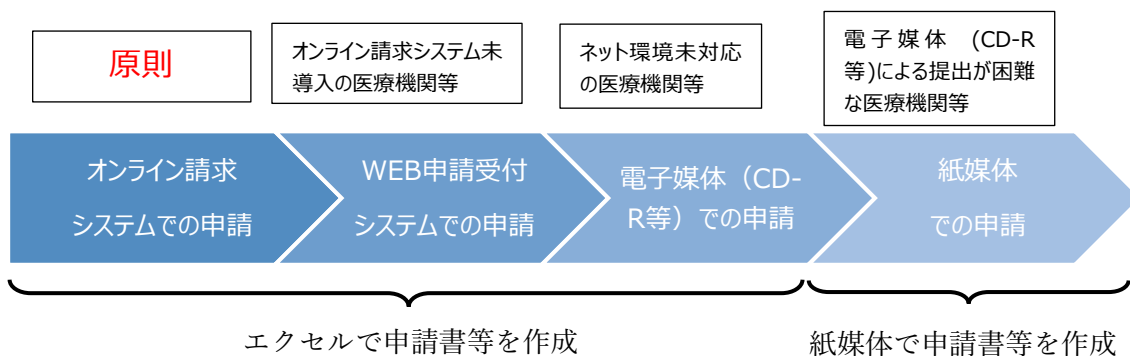 原則
オンライン請求システム未
導入の医療機関等
ネット環境未対応
の医療機関等
電子媒体 (CD-R
等)による提出が困難
な医療機関等
オンライン請求
システムでの申請
WEB申請受付
システムでの申請
電子媒体（CD-
R等）での申請
紙媒体
での申請
エクセルで申請書等を作成
紙媒体で申請書等を作成